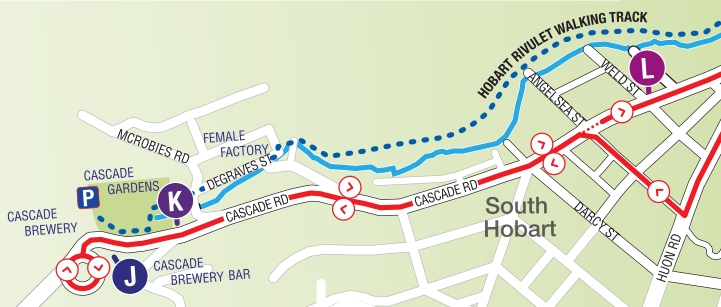 HOBART RIVULET WALKING TRACK
L
WELD ST
ANGELSEA ST
MCROBIES RD
FEMALE
FACTORY
DEGRAVES ST
CASCADE
GARDENS
P
K
CASCADE RD
CASCADE RD
South
Hobart
DARCY ST
HUON RD
CASCADE
BREWERY
J
CASCADE
BREWERY BAR